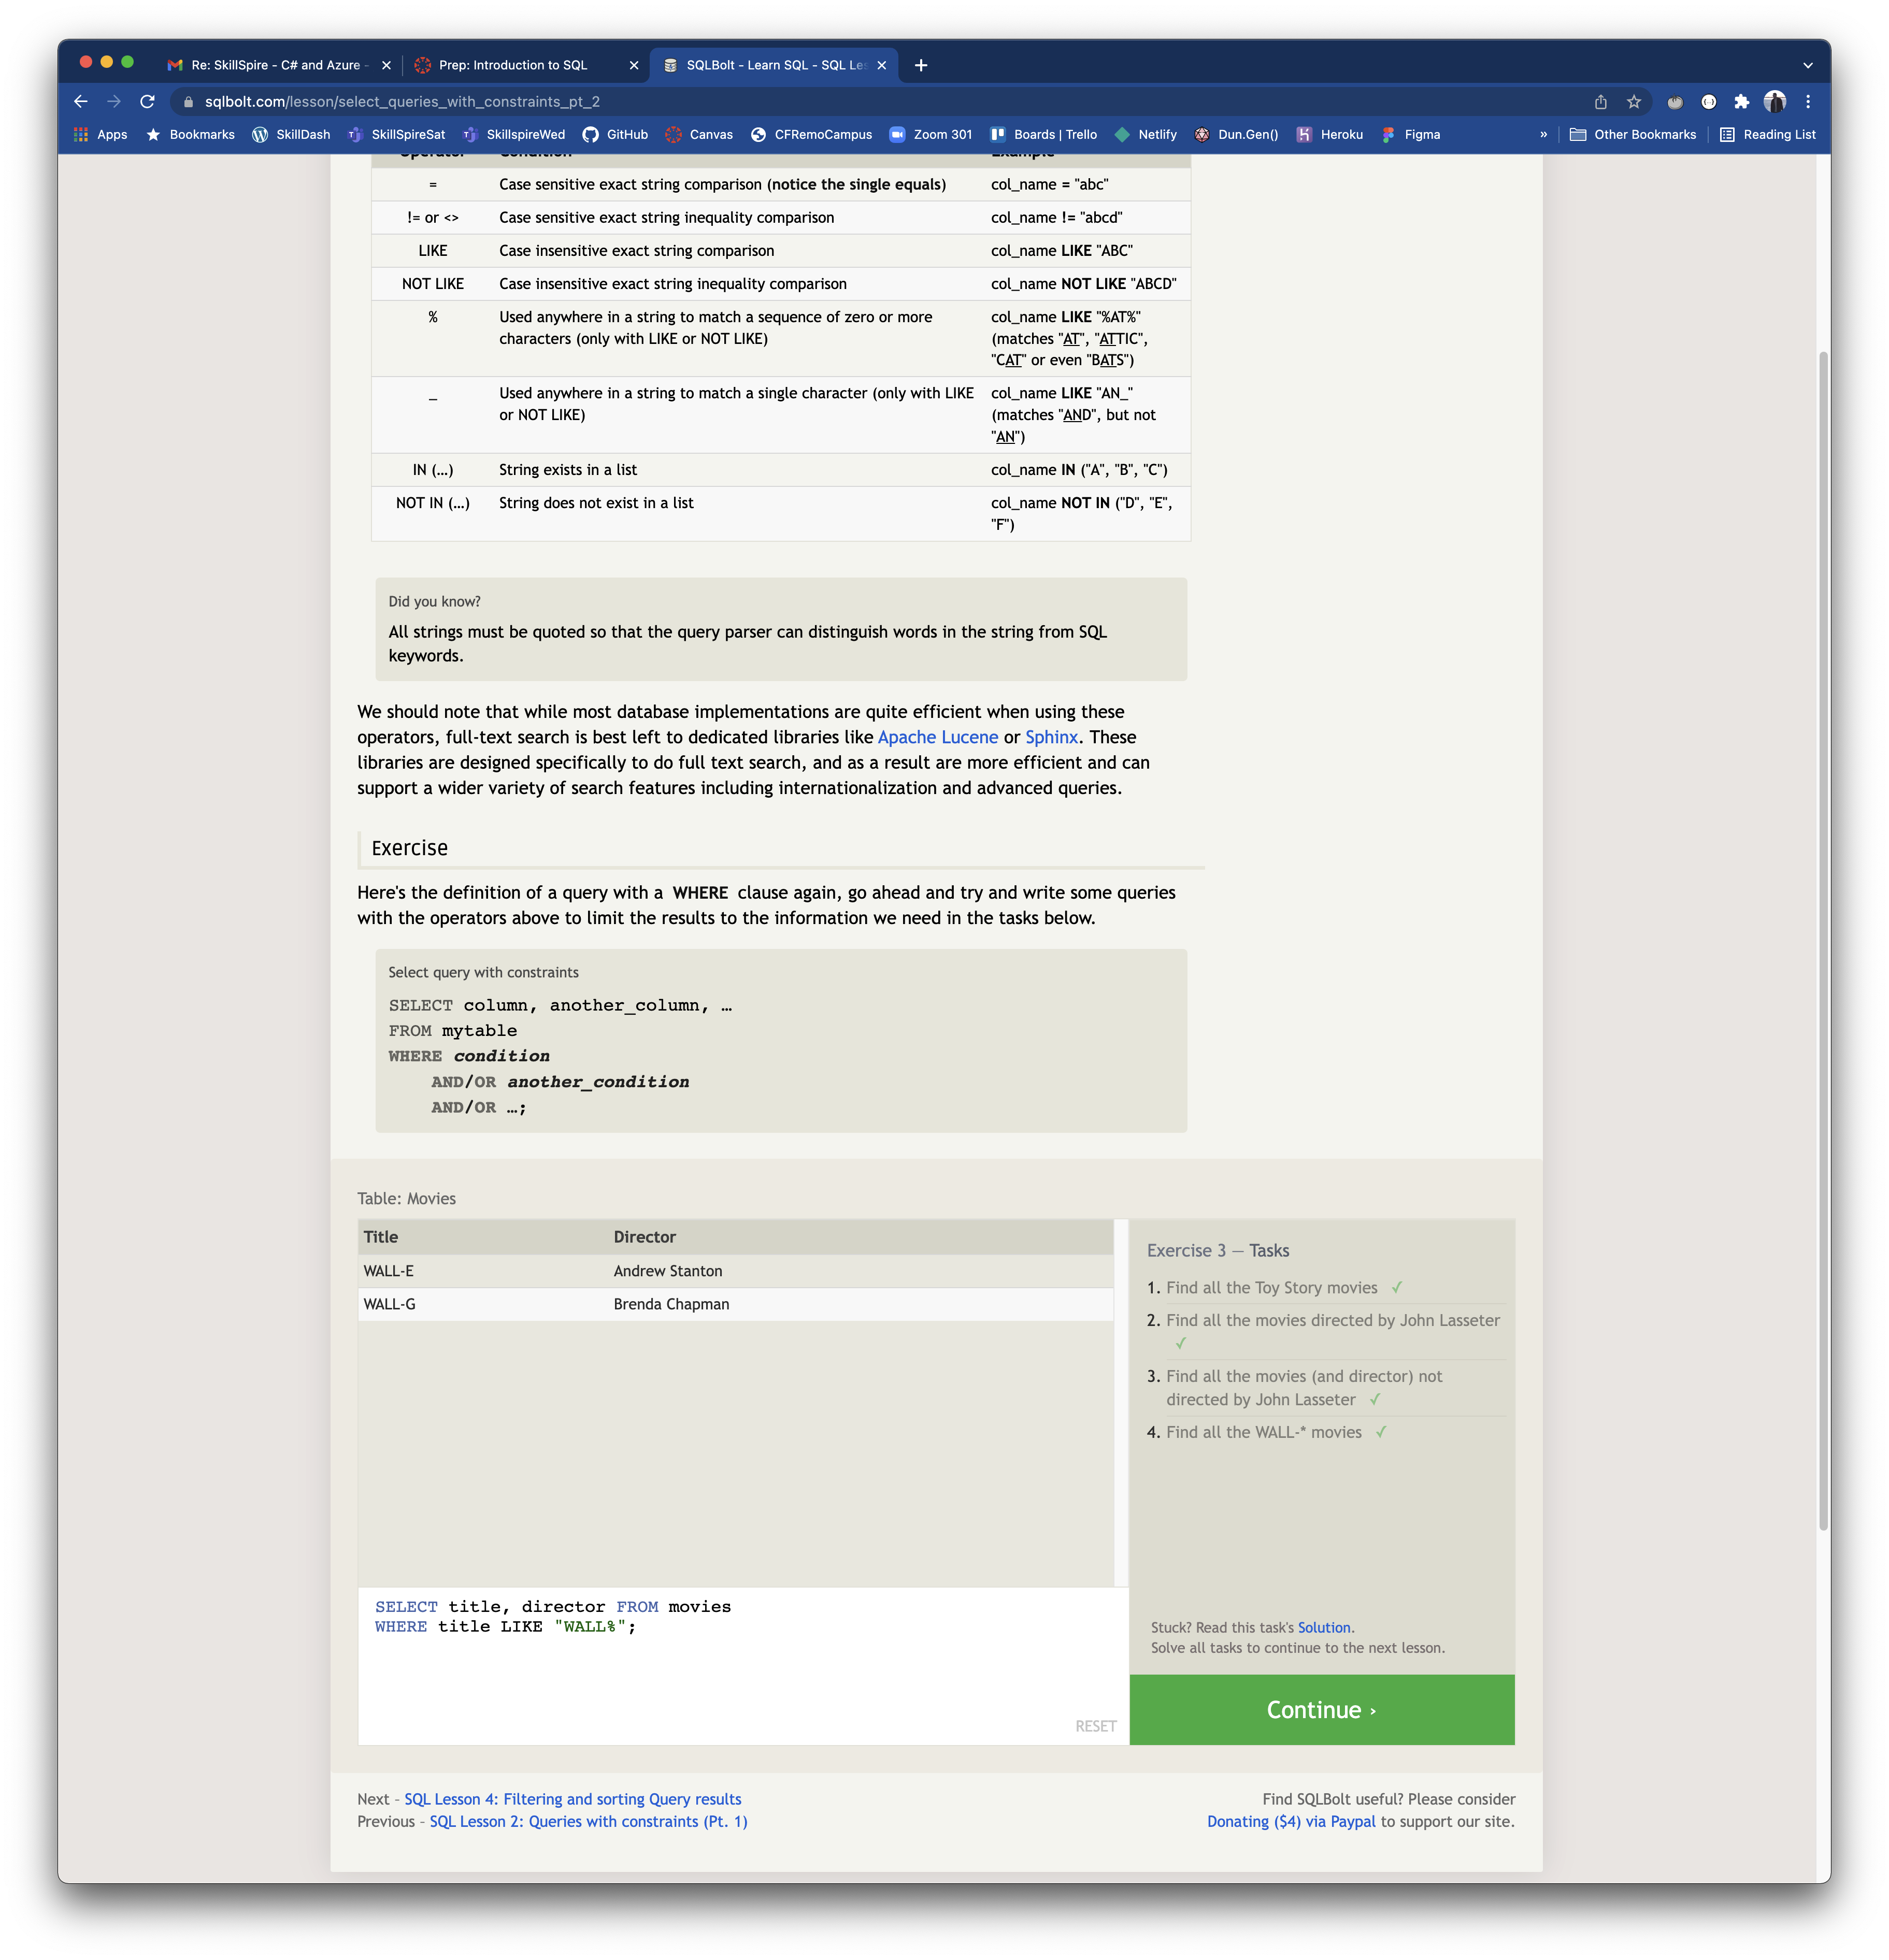 Re: SkillSpire - C# and Azure -
Prep: Introduction to SQL
SQLBolt - Learn SQL - SQL Les
sqlbolt.com/lesson/select_queries_with_constraints_pt_2
Apps Bookmarks SkillDash SkillSpireSat SkillspireWed GitHub Canvas CFRemoCampus Zoom 301 Boards | Trello Netlify Dun.Gen() Heroku Figma » Other Bookmarks Reading List
Operator Condition Example
= Case sensitive exact string comparison (notice the single equals) col_name = "abc"
!= or <> Case sensitive exact string inequality comparison col_name != "abcd"
LIKE Case insensitive exact string comparison col_name LIKE "ABC"
NOT LIKE Case insensitive exact string inequality comparison col_name NOT LIKE "ABCD"
% Used anywhere in a string to match a sequence of zero or more col_name LIKE "%AT%"
characters (only with LIKE or NOT LIKE) (matches "AT", "ATTIC",
"CAT" or even "BATS")
_ Used anywhere in a string to match a single character (only with LIKE col_name LIKE "AN_"
or NOT LIKE) (matches "AND", but not
"AN")
IN (…) String exists in a list col_name IN ("A", "B", "C")
NOT IN (…) String does not exist in a list col_name NOT IN ("D", "E",
"F")
Did you know?
All strings must be quoted so that the query parser can distinguish words in the string from SQL
keywords.
We should note that while most database implementations are quite efficient when using these
operators, full-text search is best left to dedicated libraries like Apache Lucene or Sphinx. These
libraries are designed specifically to do full text search, and as a result are more efficient and can
support a wider variety of search features including internationalization and advanced queries.
Exercise
Here's the definition of a query with a WHERE clause again, go ahead and try and write some queries
with the operators above to limit the results to the information we need in the tasks below.
Select query with constraints
SELECT column, another_column, …
FROM mytable
WHERE condition
AND/OR another_condition
AND/OR …;
Table: Movies
Title Director
WALL-E Andrew Stanton
WALL-G Brenda Chapman
SELECT title, director FROM movies
WHERE title LIKE "WALL%";
RESET
Exercise 3 — Tasks
1. Find all the Toy Story movies ✓
2. Find all the movies directed by John Lasseter
✓
3. Find all the movies (and director) not
directed by John Lasseter ✓
4. Find all the WALL-* movies ✓
Stuck? Read this task's Solution.
Solve all tasks to continue to the next lesson.
Continue ›
Next – SQL Lesson 4: Filtering and sorting Query results
Previous – SQL Lesson 2: Queries with constraints (Pt. 1)
Find SQLBolt useful? Please consider
Donating ($4) via Paypal to support our site.